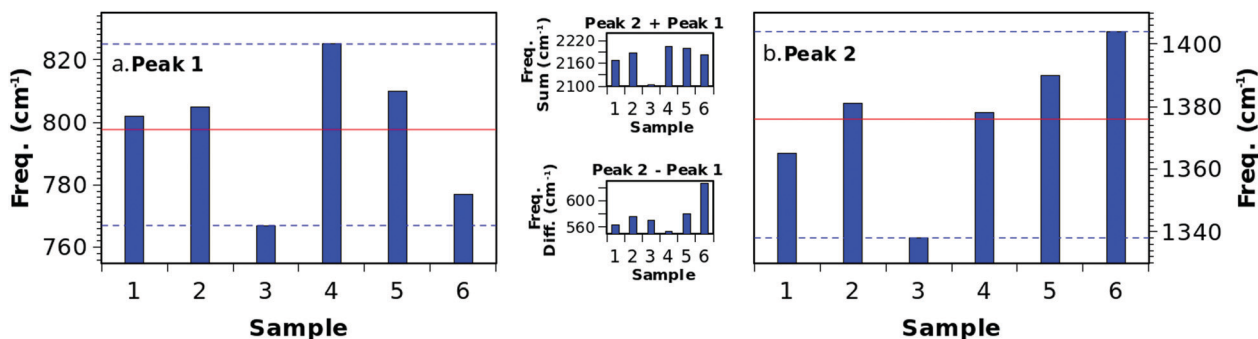 Freq. (cm⁻¹)
820
800
780
760
a.Peak 1
1 2 3 4 5 6
Sample
Peak 2 + Peak 1
Freq.
Sum (cm⁻¹)
2220
2160
2100
1 2 3 4 5 6
Sample
Peak 2 - Peak 1
Freq.
Diff. (cm⁻¹)
600
560
1 2 3 4 5 6
Sample
b.Peak 2
1400
1380
1360
1340
Freq. (cm⁻¹)
1 2 3 4 5 6
Sample